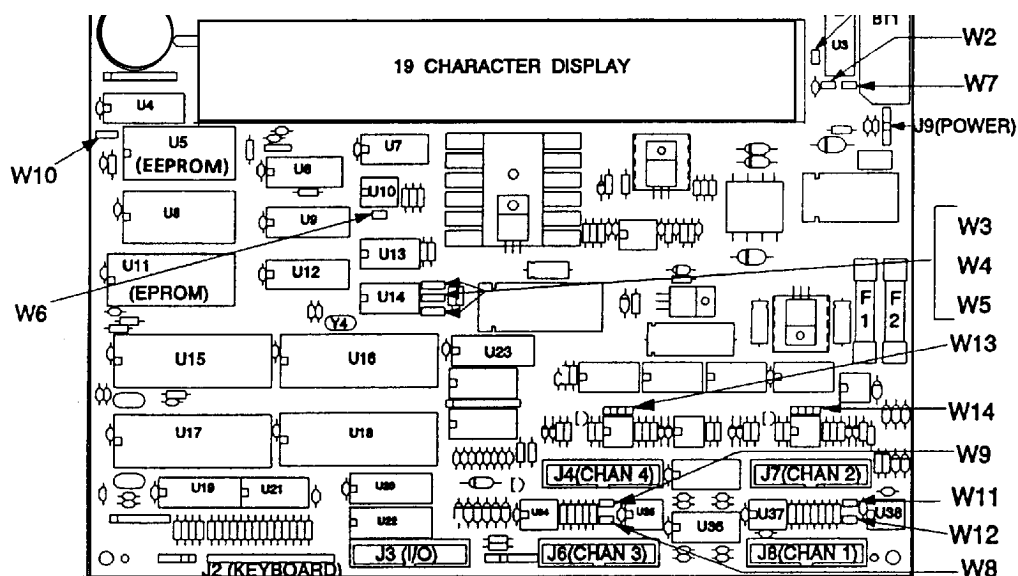 BT1
U3
W2
19 CHARACTER DISPLAY
W7
U4
J9(POWER)
U5
(EEPROM)
U7
W10
U6
U10
U8
U9
W3
U13
W4
U11
U12
(EPROM)
U14
W5
W6
F1
F2
Y4
W13
U15
U16
U23
W14
U17
U18
W9
J4(CHAN 4)
J7(CHAN 2)
U19
U21
U20
W11
U34
U35
U37
U38
U22
U36
W12
J3 (I/O)
J6(CHAN 3)
J8(CHAN 1)
J2 (KEYBOARD)
W8